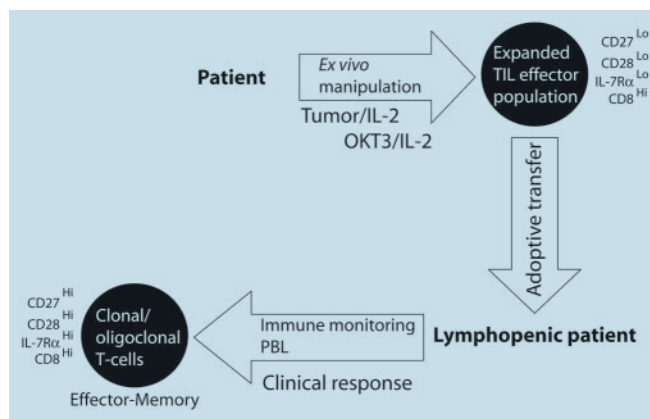 Patient
Ex vivo
manipulation
Tumor/IL-2
OKT3/IL-2
Expanded
TIL effector
population
CD27 Lo
CD28 Lo
IL-7Rα Lo
CD8 Hi
Adoptive transfer
Lymphopenic patient
Immune monitoring
PBL
Clinical response
Clonal/
oligoclonal
T-cells
CD27 Hi
CD28 Hi
IL-7Rα Hi
CD8 Hi
Effector-Memory